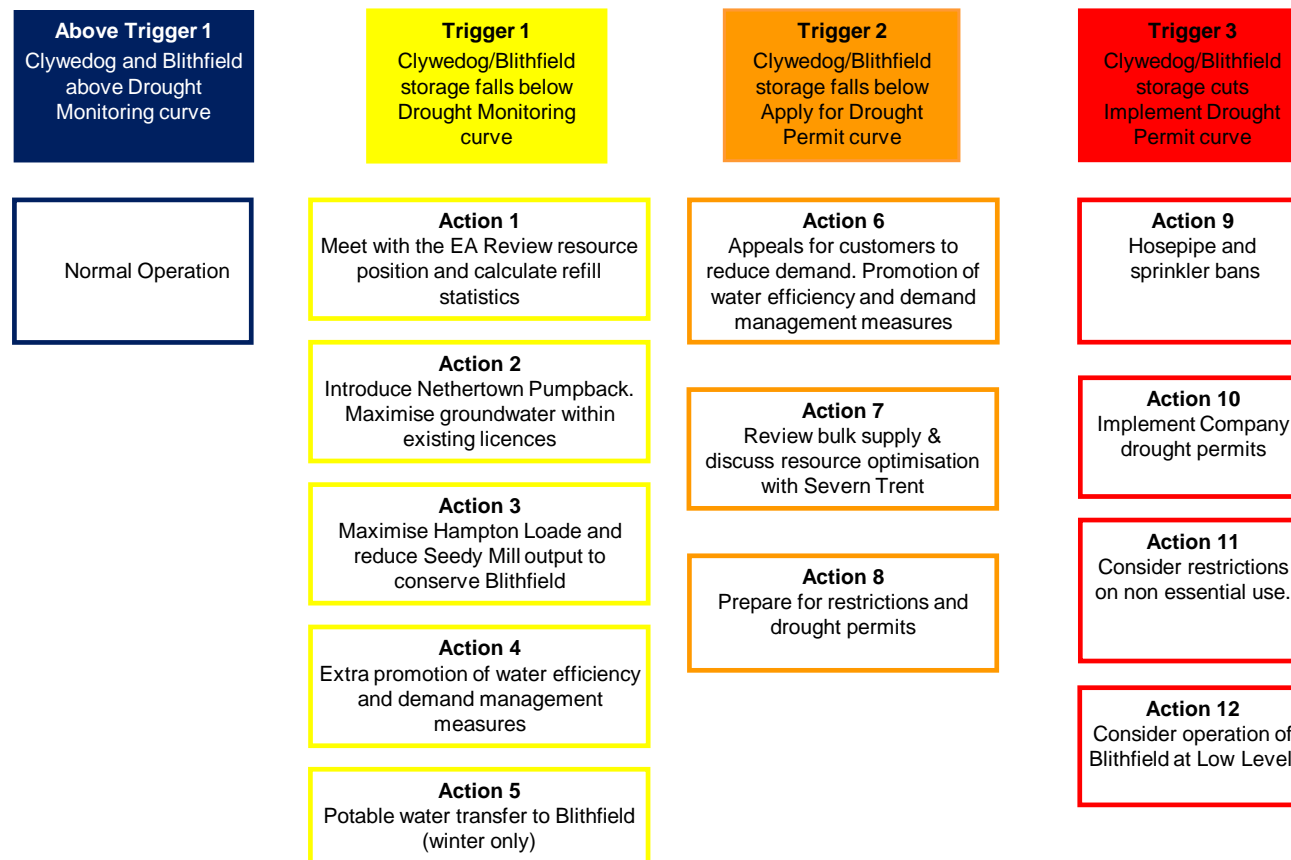 Above Trigger 1
Clywedog and Blithfield
above Drought
Monitoring curve
Normal Operation
Trigger 1
Clywedog/Blithfield
storage falls below
Drought Monitoring
curve
Action 1
Meet with the EA Review resource
position and calculate refill
statistics
Action 2
Introduce Nethertown Pumpback.
Maximise groundwater within
existing licences
Action 3
Maximise Hampton Loade and
reduce Seedy Mill output to
conserve Blithfield
Action 4
Extra promotion of water efficiency
and demand management
measures
Action 5
Potable water transfer to Blithfield
(winter only)
Trigger 2
Clywedog/Blithfield
storage falls below
Apply for Drought
Permit curve
Action 6
Appeals for customers to
reduce demand. Promotion of
water efficiency and demand
management measures
Action 7
Review bulk supply &
discuss resource optimisation
with Severn Trent
Action 8
Prepare for restrictions and
drought permits
Trigger 3
Clywedog/Blithfield
storage cuts
Implement Drought
Permit curve
Action 9
Hosepipe and
sprinkler bans
Action 10
Implement Company
drought permits
Action 11
Consider restrictions
on non essential use.
Action 12
Consider operation of
Blithfield at Low Level